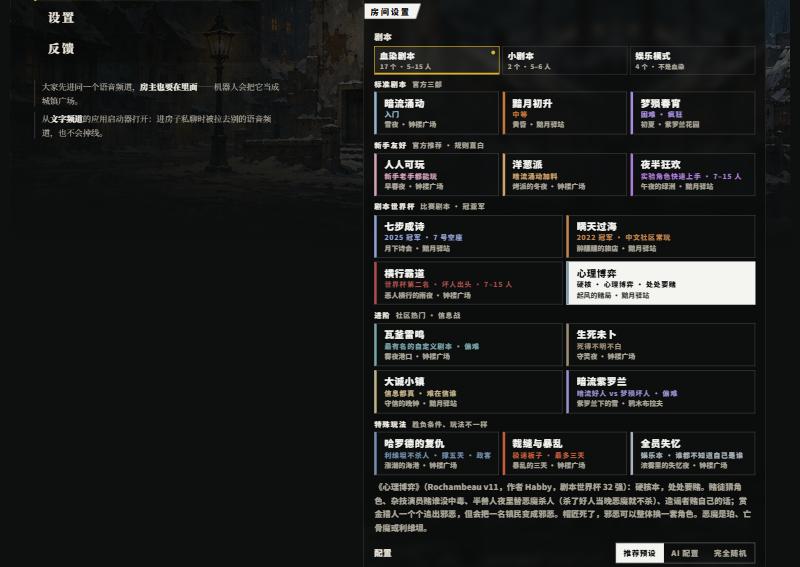 设置
反馈
大家先进同一个语音频道，房主也要在里面——机器人会把它当成
城镇广场。
从文字频道的应用启动器打开：进房子私聊时被拉去别的语音频
道，也不会掉线。
房间设置
剧本
血染剧本
17 个 · 5–15 人
小剧本
2 个 · 5–6 人
娱乐模式
4 个 · 不是血染
标准剧本 官方三部
暗流涌动
入门
雪夜 · 钟楼广场
黯月初升
中等
黄昏 · 黯月驿站
梦殒春宵
困难 · 疯狂
初夏 · 紫罗兰花园
新手友好 官方推荐 · 规则直白
人人可玩
新手老手都能玩
早春夜 · 钟楼广场
洋葱派
暗流涌动加料
烤派的冬夜 · 钟楼广场
夜半狂欢
实验角色快速上手 · 7–15 人
午夜的绿洲 · 黯月驿站
剧本世界杯 比赛剧本 · 冠亚军
七步成诗
2025 冠军 · 7 号空座
月下诗会 · 黯月驿站
瞒天过海
2022 冠军 · 中文社区常玩
醉醺醺的旅店 · 黯月驿站
横行霸道
世界杯第二名 · 坏人出头 · 7–15 人
恶人横行的雨夜 · 钟楼广场
心理博弈
硬核 · 心理博弈 · 处处要赌
起风的赌局 · 黯月驿站
进阶 社区热门 · 信息战
瓦釜雷鸣
最有名的自定义剧本 · 偏难
雾夜港口 · 钟楼广场
生死未卜
死得不明不白
守灵夜 · 钟楼广场
大诚小镇
信息都真 · 难在信谁
守信的晚钟 · 黯月驿站
暗流紫罗兰
暗流好人 vs 梦殒坏人 · 偏难
紫罗兰下的雪 · 鸦木布拉夫
特殊玩法 胜负条件、玩法不一样
哈罗德的复仇
利维坦不杀人 · 撑五天 · 政客
涨潮的海港 · 钟楼广场
裁缝与暴乱
极速板子 · 最多三天
暴乱的三天 · 钟楼广场
全员失忆
娱乐本 · 谁都不知道自己是谁
浓雾里的失忆夜 · 钟楼广场
《心理博弈》（Rochambeau v11，作者 Habby，剧本世界杯 32 强）：硬核本，处处要赌。赌徒猜角
色、杂技演员赌谁没中毒、半兽人夜里替恶魔杀人（杀了好人当晚恶魔就不杀）、造谣者赌自己的话；赏
金猎人一个个追出邪恶，但会把一名镇民变成邪恶。帽匠死了，邪恶可以整体换一套角色。恶魔是珀、亡
骨魔或利维坦。
配置
推荐预设
AI 配置
完全随机